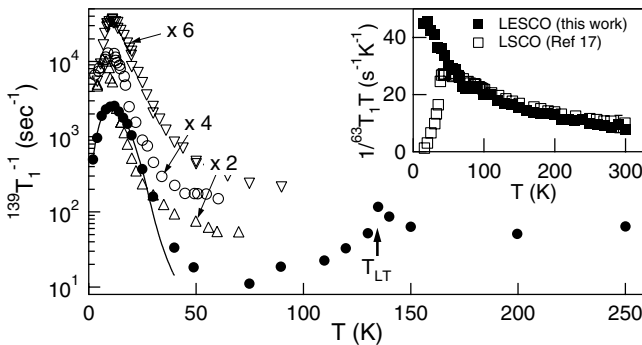 139T1-1 (sec-1)
10^4
10^3
10^2
10^1
x 6
x 4
x 2
TLT
0
50
100
150
200
250
T (K)
1/63T1T (s-1K-1)
40
20
0
LESCO (this work)
LSCO (Ref 17)
0
100
200
300
T (K)